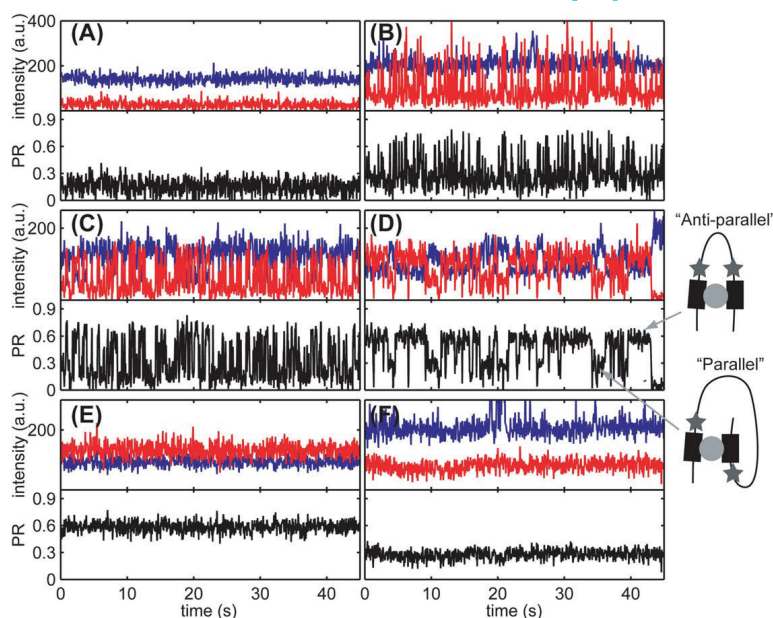 (A)
400
200
intensity (a.u.)
0.9
0.6
0.3
0
PR
(B)
(C)
200
intensity (a.u.)
0.9
0.6
0.3
0
PR
(D)
"Anti-parallel"
"Parallel"
(E)
200
intensity (a.u.)
0.9
0.6
0.3
0
PR
0 10 20 30 40
time (s)
(F)
0 10 20 30 40
time (s)